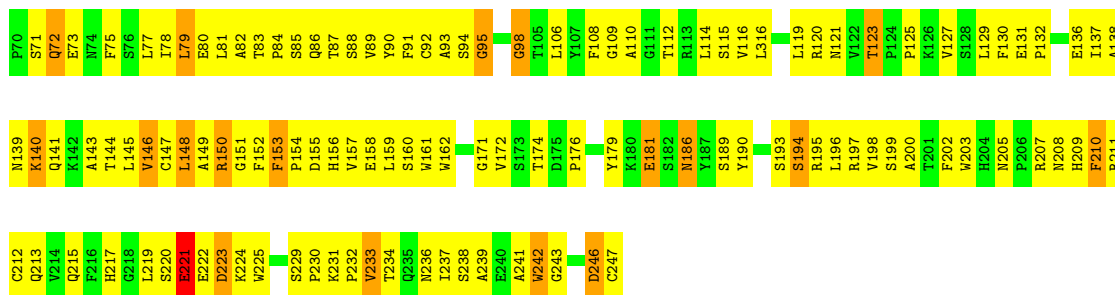 P70 S71 Q72 E73 N74 F75 S76 L77 I78 L79 E80 L81 A82 T83 P84 S85 Q86 T87 S88 V89 Y90 F91 C92 A93 S94 G95 G98 T105 L106 Y107 F108 G109 A110 G111 T112 R113 L114 S115 V116 L316 L119 R120 N121 V122 T123 P124 P125 K126 V127 S128 L129 F130 E131 P132 E136 I137 A138
N139 K140 Q141 K142 A143 T144 L145 V146 C147 L148 A149 R150 G151 F152 F153 P154 D155 H156 V157 E158 L159 S160 W161 W162 G171 V172 S173 T174 D175 P176 Y179 K180 E181 S182 N186 Y187 S189 Y190 S193 S194 R195 L196 R197 V198 S199 A200 T201 F202 W203 H204 N205 P206 R207 N208 H209 F210 R211
C212 Q213 V214 Q215 F216 H217 G218 L219 S220 E221 E222 D223 K224 W225 S229 P230 K231 P232 V233 T234 Q235 N236 I237 S238 A239 E240 A241 W242 G243 D246 C247